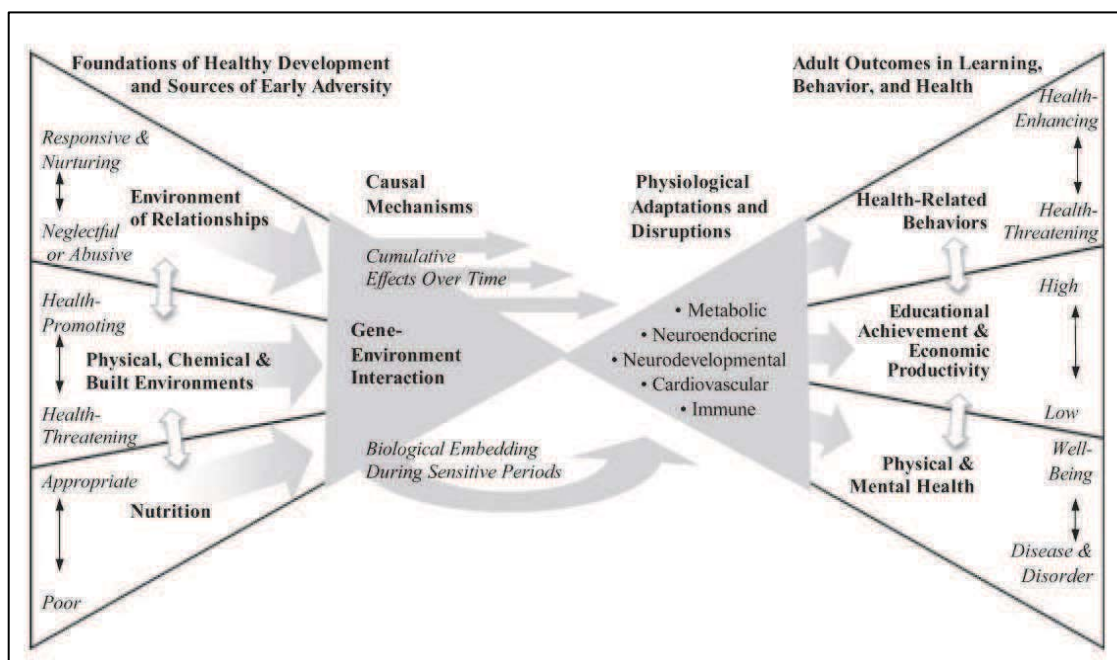 Foundations of Healthy Development
and Sources of Early Adversity
Responsive &
Nurturing
Environment
of Relationships
Neglectful
or Abusive
Health-
Promoting
Physical, Chemical &
Built Environments
Health-
Threatening
Appropriate
Nutrition
Poor
Causal
Mechanisms
Cumulative
Effects Over Time
Gene-
Environment
Interaction
Biological Embedding
During Sensitive Periods
Physiological
Adaptations and
Disruptions
• Metabolic
• Neuroendocrine
• Neurodevelopmental
• Cardiovascular
• Immune
Adult Outcomes in Learning,
Behavior, and Health
Health-
Enhancing
Health-Related
Behaviors
Health-
Threatening
High
Educational
Achievement &
Economic
Productivity
Low
Well-
Being
Physical &
Mental Health
Disease &
Disorder